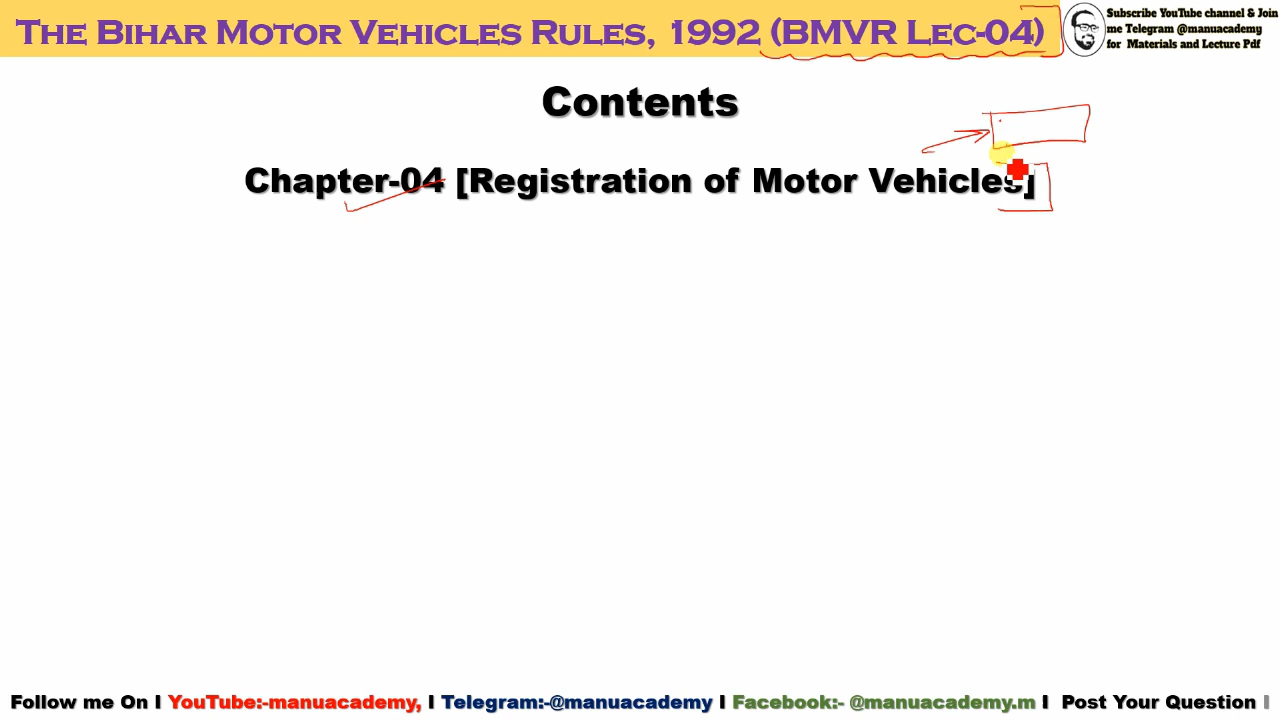 THE BIHAR MOTOR VEHICLES RULES, 1992 (BMVR LEC-04)
Subscribe YouTube channel & Join
me Telegram @manuacademy
for Materials and Lecture Pdf
Contents
Chapter-04 [Registration of Motor Vehicles]
Follow me On I YouTube:-manuacademy, I Telegram:-@manuacademy I Facebook:- @manuacademy.m I Post Your Question I